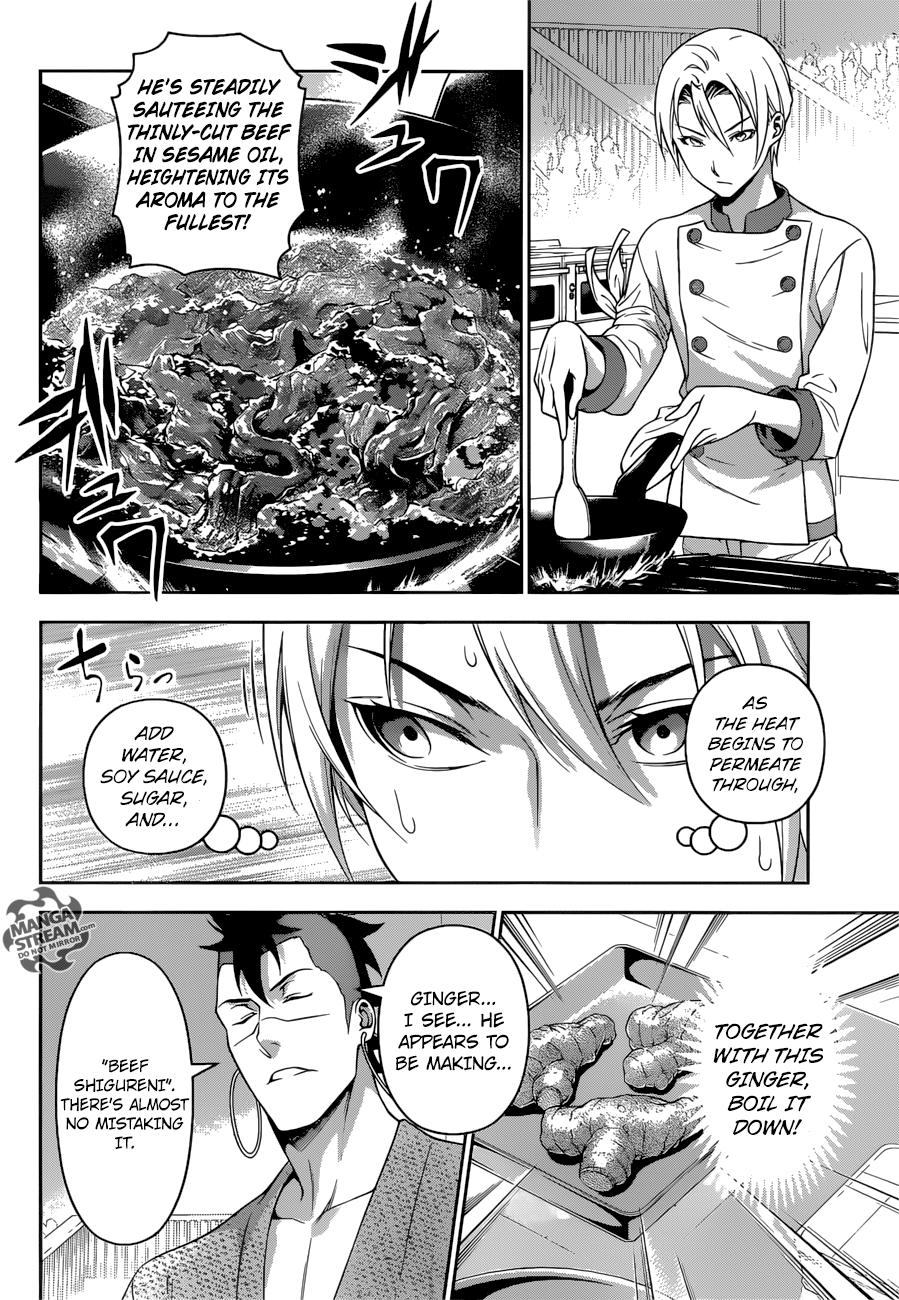 HE'S STEADILY
SAUTEEING THE
THINLY-CUT BEEF
IN SESAME OIL,
HEIGHTENING ITS
AROMA TO THE
FULLEST!
ジュウ
ジュウ
AS
THE HEAT
BEGINS TO
PERMEATE
THROUGH,
ちらっ
ADD
WATER,
SOY SAUCE,
SUGAR,
AND...
TOGETHER
WITH THIS
GINGER,
BOIL IT
DOWN!
GINGER...
I SEE... HE
APPEARS TO
BE MAKING...
"BEEF
SHIGURENI".
THERE'S ALMOST
NO MISTAKING
IT.
MANGA
STREAM.com
DO NOT MIRROR